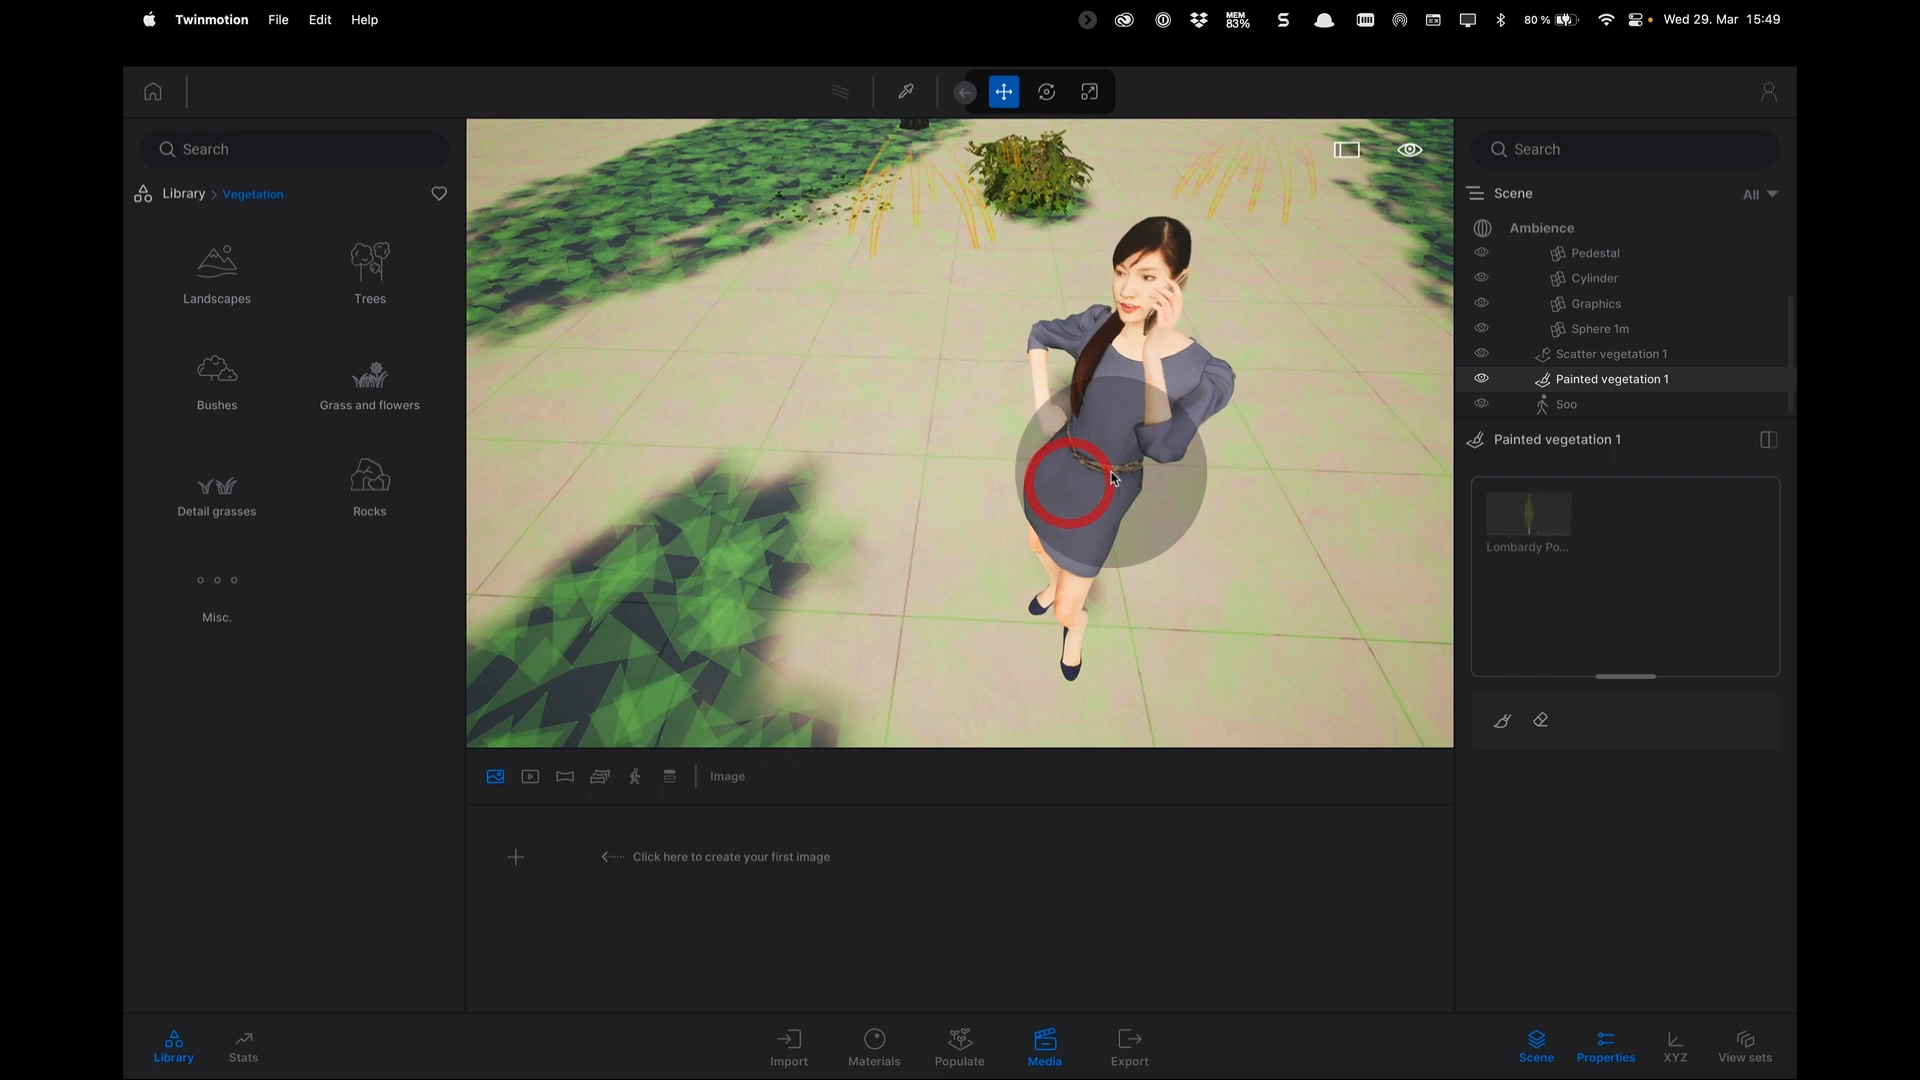 Twinmotion File Edit Help
MEM 83% 80 % Wed 29. Mar 15:49
Search
Library > Vegetation
Landscapes Trees
Bushes Grass and flowers
Detail grasses Rocks
Misc.
Search
Scene All
Ambience
Pedestal
Cylinder
Graphics
Sphere 1m
Scatter vegetation 1
Painted vegetation 1
Soo
Painted vegetation 1
Lombardy Po...
Image
Click here to create your first image
Library Stats Import Materials Populate Media Export Scene Properties XYZ View sets